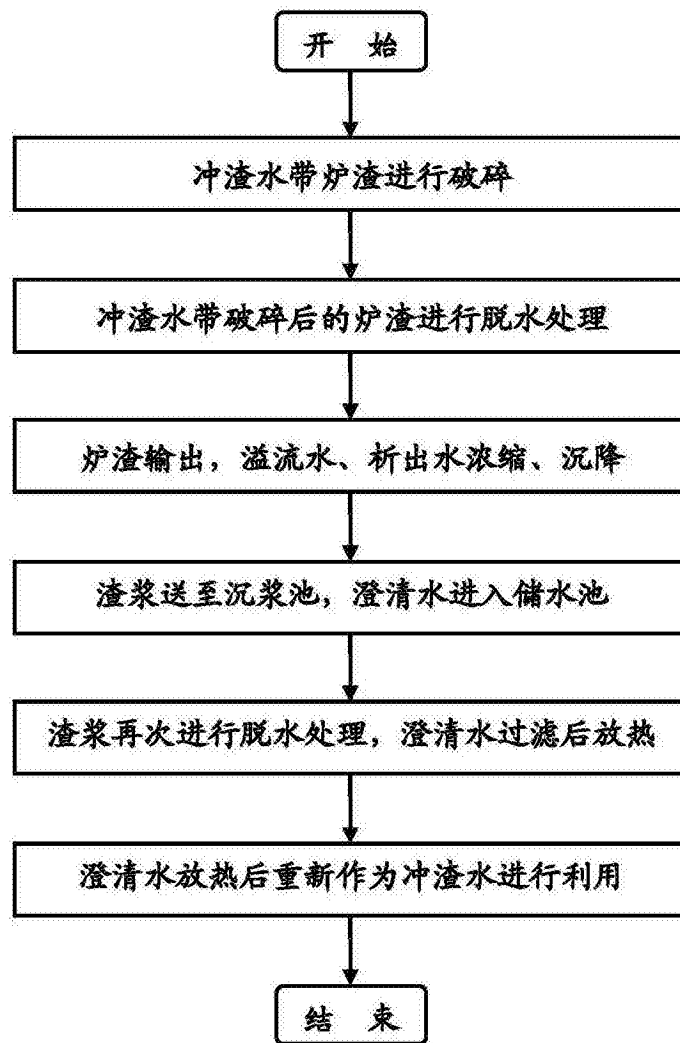 开 始
冲渣水带炉渣进行破碎
冲渣水带破碎后的炉渣进行脱水处理
炉渣输出，溢流水、析出水浓缩、沉降
渣浆送至沉浆池，澄清水进入储水池
渣浆再次进行脱水处理，澄清水过滤后放热
澄清水放热后重新作为冲渣水进行利用
结 束